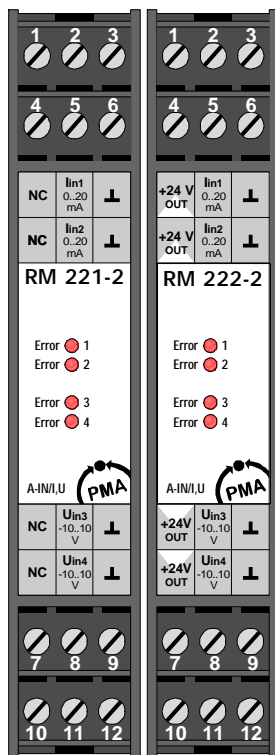 1 2 3
4 5 6
NC Iin1 0..20 mA ⊥
NC Iin2 0..20 mA ⊥
RM 221-2
Error 1
Error 2
Error 3
Error 4
A-IN/I,U PMA
NC Uin3 -10..10 V ⊥
NC Uin4 -10..10 V ⊥
7 8 9
10 11 12
1 2 3
4 5 6
+24 V OUT Iin1 0..20 mA ⊥
+24 V OUT Iin2 0..20 mA ⊥
RM 222-2
Error 1
Error 2
Error 3
Error 4
A-IN/I,U PMA
+24V OUT Uin3 -10..10 V ⊥
+24V OUT Uin4 -10..10 V ⊥
7 8 9
10 11 12